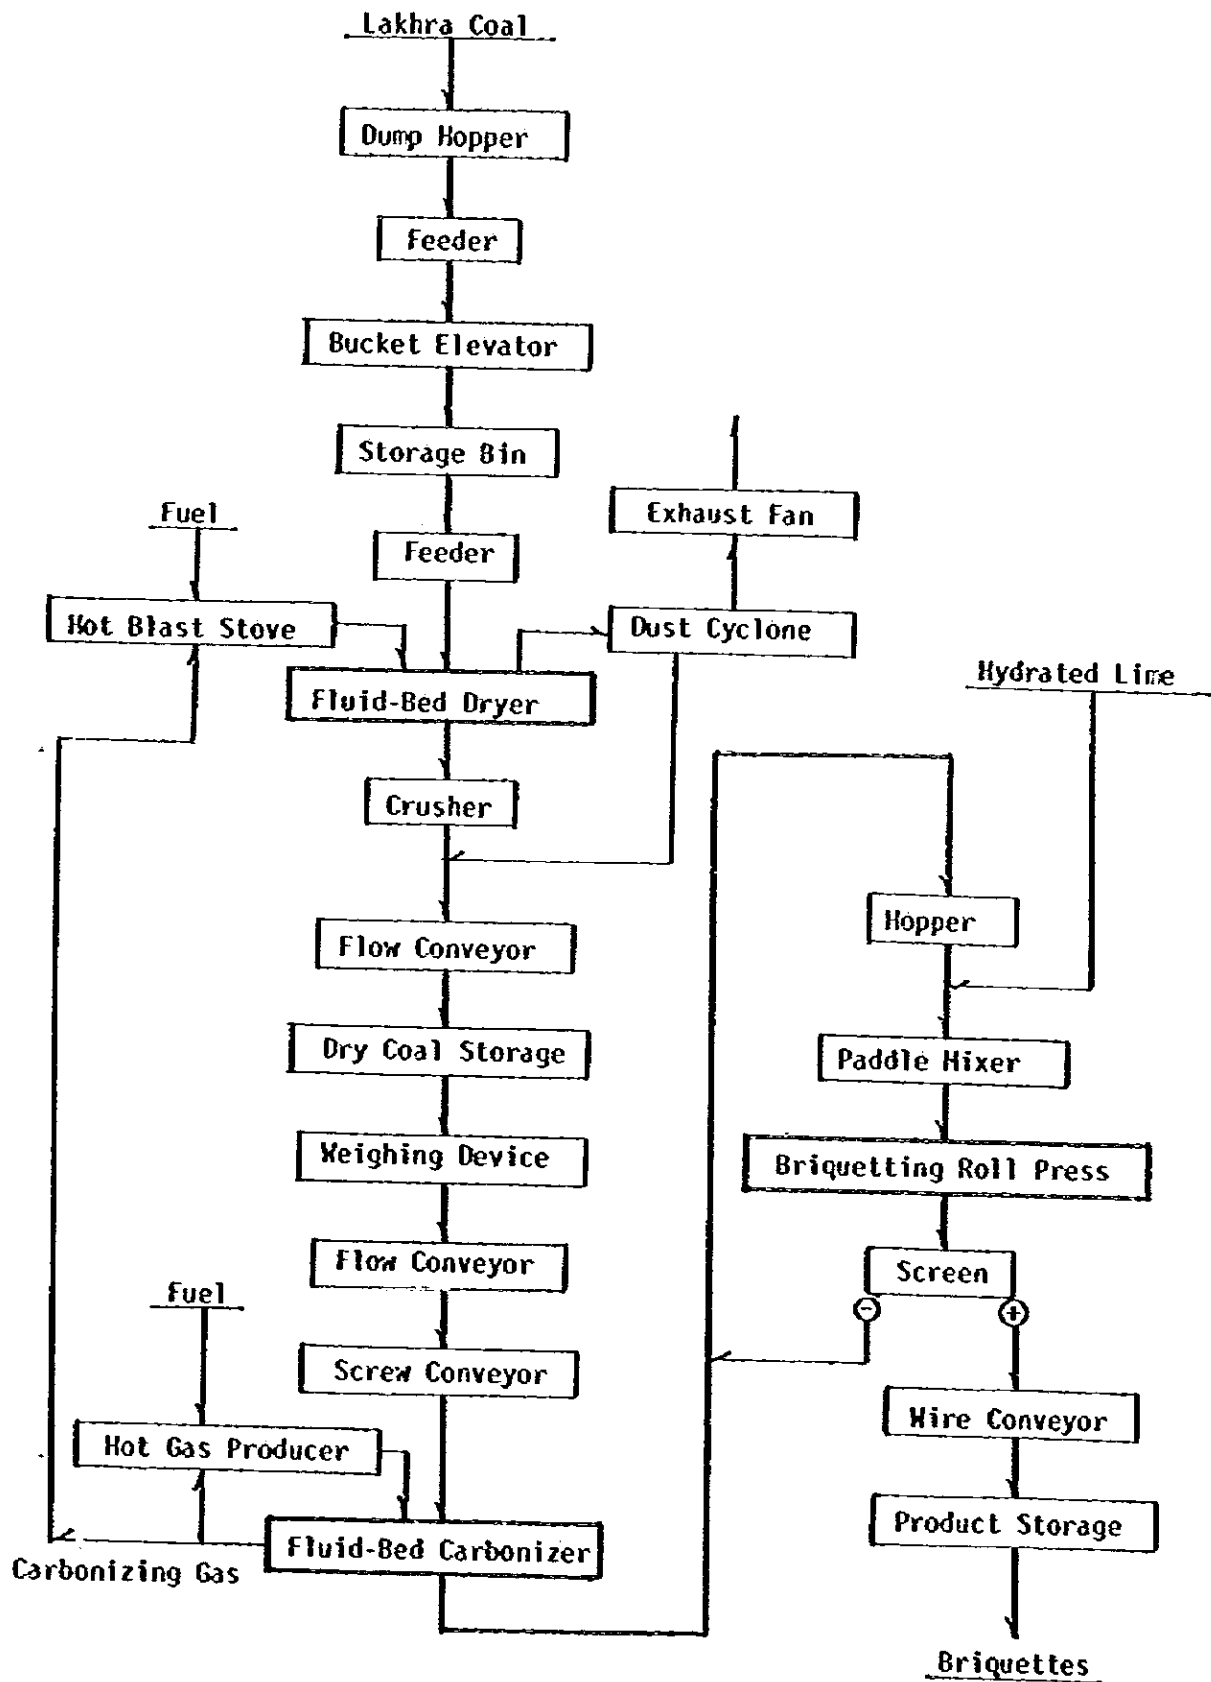 Lakhra Coal
Dump Hopper
Feeder
Bucket Elevator
Storage Bin
Fuel
Exhaust Fan
Feeder
Hot Blast Stove
Dust Cyclone
Hydrated Lime
Fluid-Bed Dryer
Crusher
Hopper
Flow Conveyor
Dry Coal Storage
Paddle Mixer
Weighing Device
Briquetting Roll Press
Flow Conveyor
Screen
Fuel
-
+
Screw Conveyor
Wire Conveyor
Hot Gas Producer
Product Storage
Fluid-Bed Carbonizer
Carbonizing Gas
Briquettes